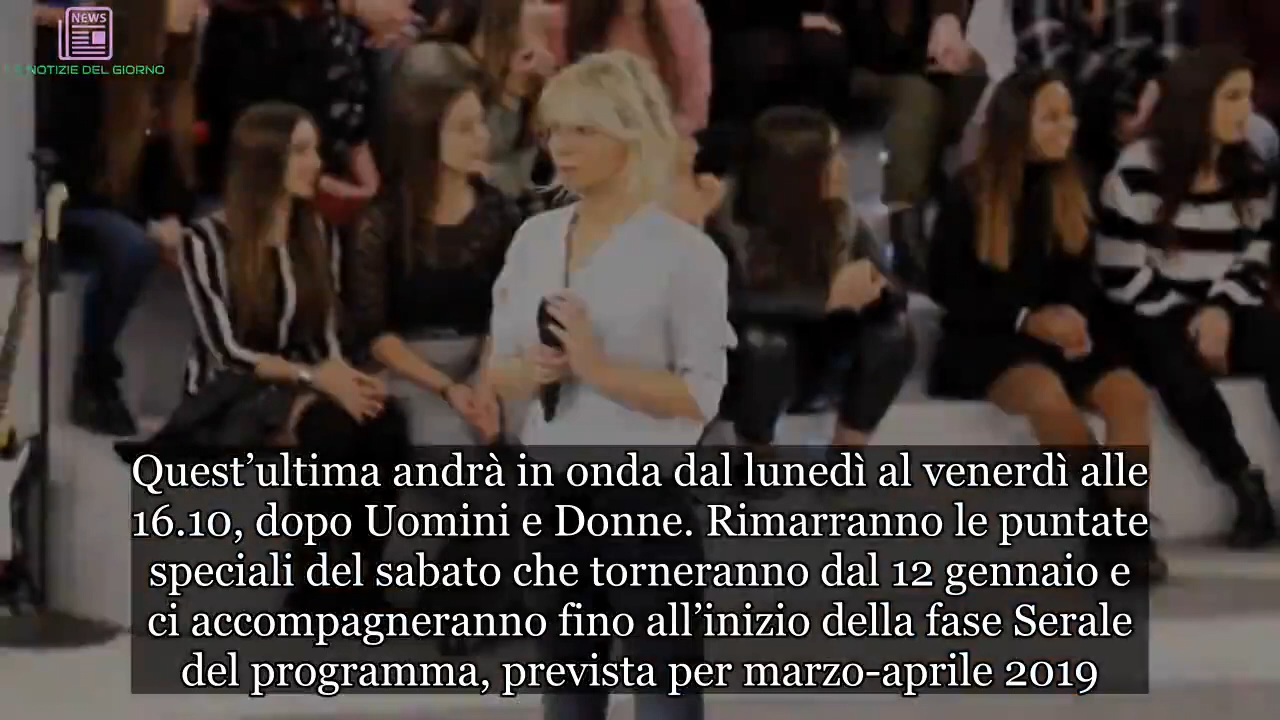 NEWS
NOTIZIE DEL GIORNO
Quest’ultima andrà in onda dal lunedì al venerdì alle
16.10, dopo Uomini e Donne. Rimarranno le puntate
speciali del sabato che torneranno dal 12 gennaio e
ci accompagneranno fino all’inizio della fase Serale
del programma, prevista per marzo-aprile 2019